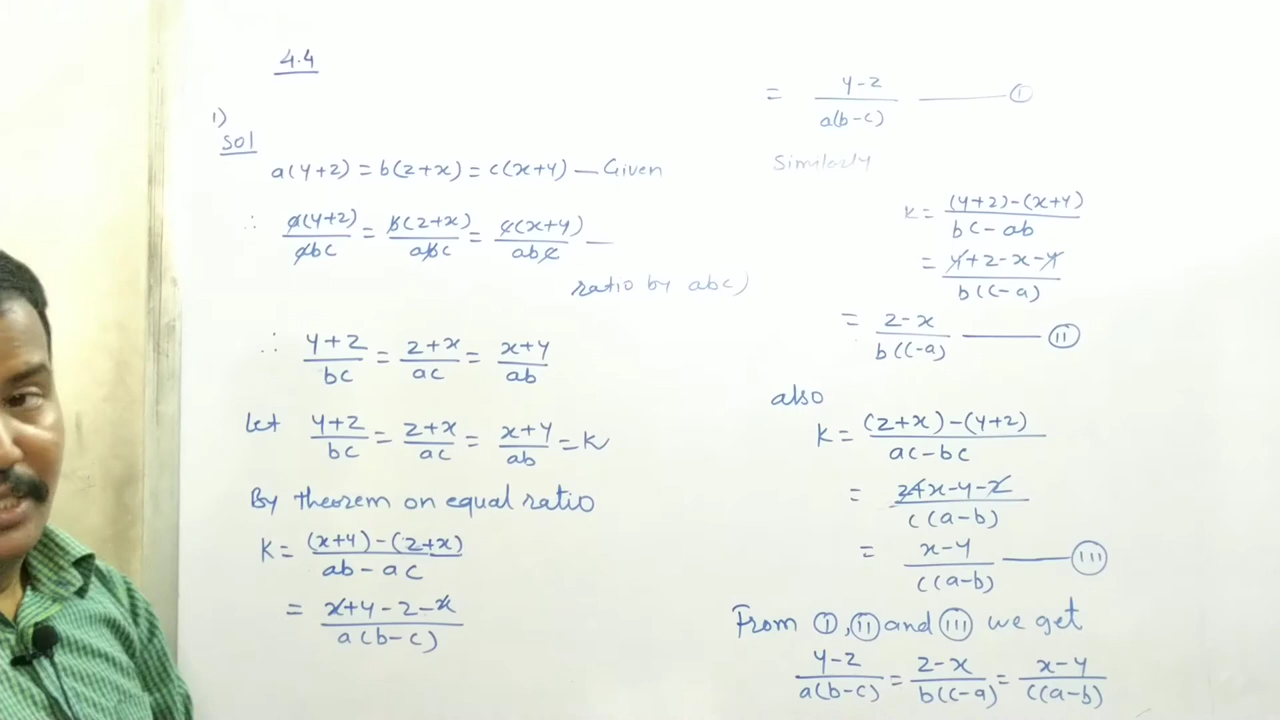 4.4
1)
Sol
a(y+z) = b(z+x) = c(x+y) — Given
∴ a(y+z)/abc = b(z+x)/abc = c(x+y)/abc —
ratio by abc)
∴ y+z/bc = z+x/ac = x+y/ab
Let y+z/bc = z+x/ac = x+y/ab = K
By theorem on equal ratio
K = (x+y)-(z+x)/ab-ac
= x+y-z-x/a(b-c)
= y-z/a(b-c) — I
Similarly
K = (y+z)-(x+y)/bc-ab
= y+z-x-y/b(c-a)
= z-x/b(c-a) — II
also
K = (z+x)-(y+z)/ac-bc
= z+x-y-z/c(a-b)
= x-y/c(a-b) — III
From I, II and III we get
y-z/a(b-c) = z-x/b(c-a) = x-y/c(a-b)